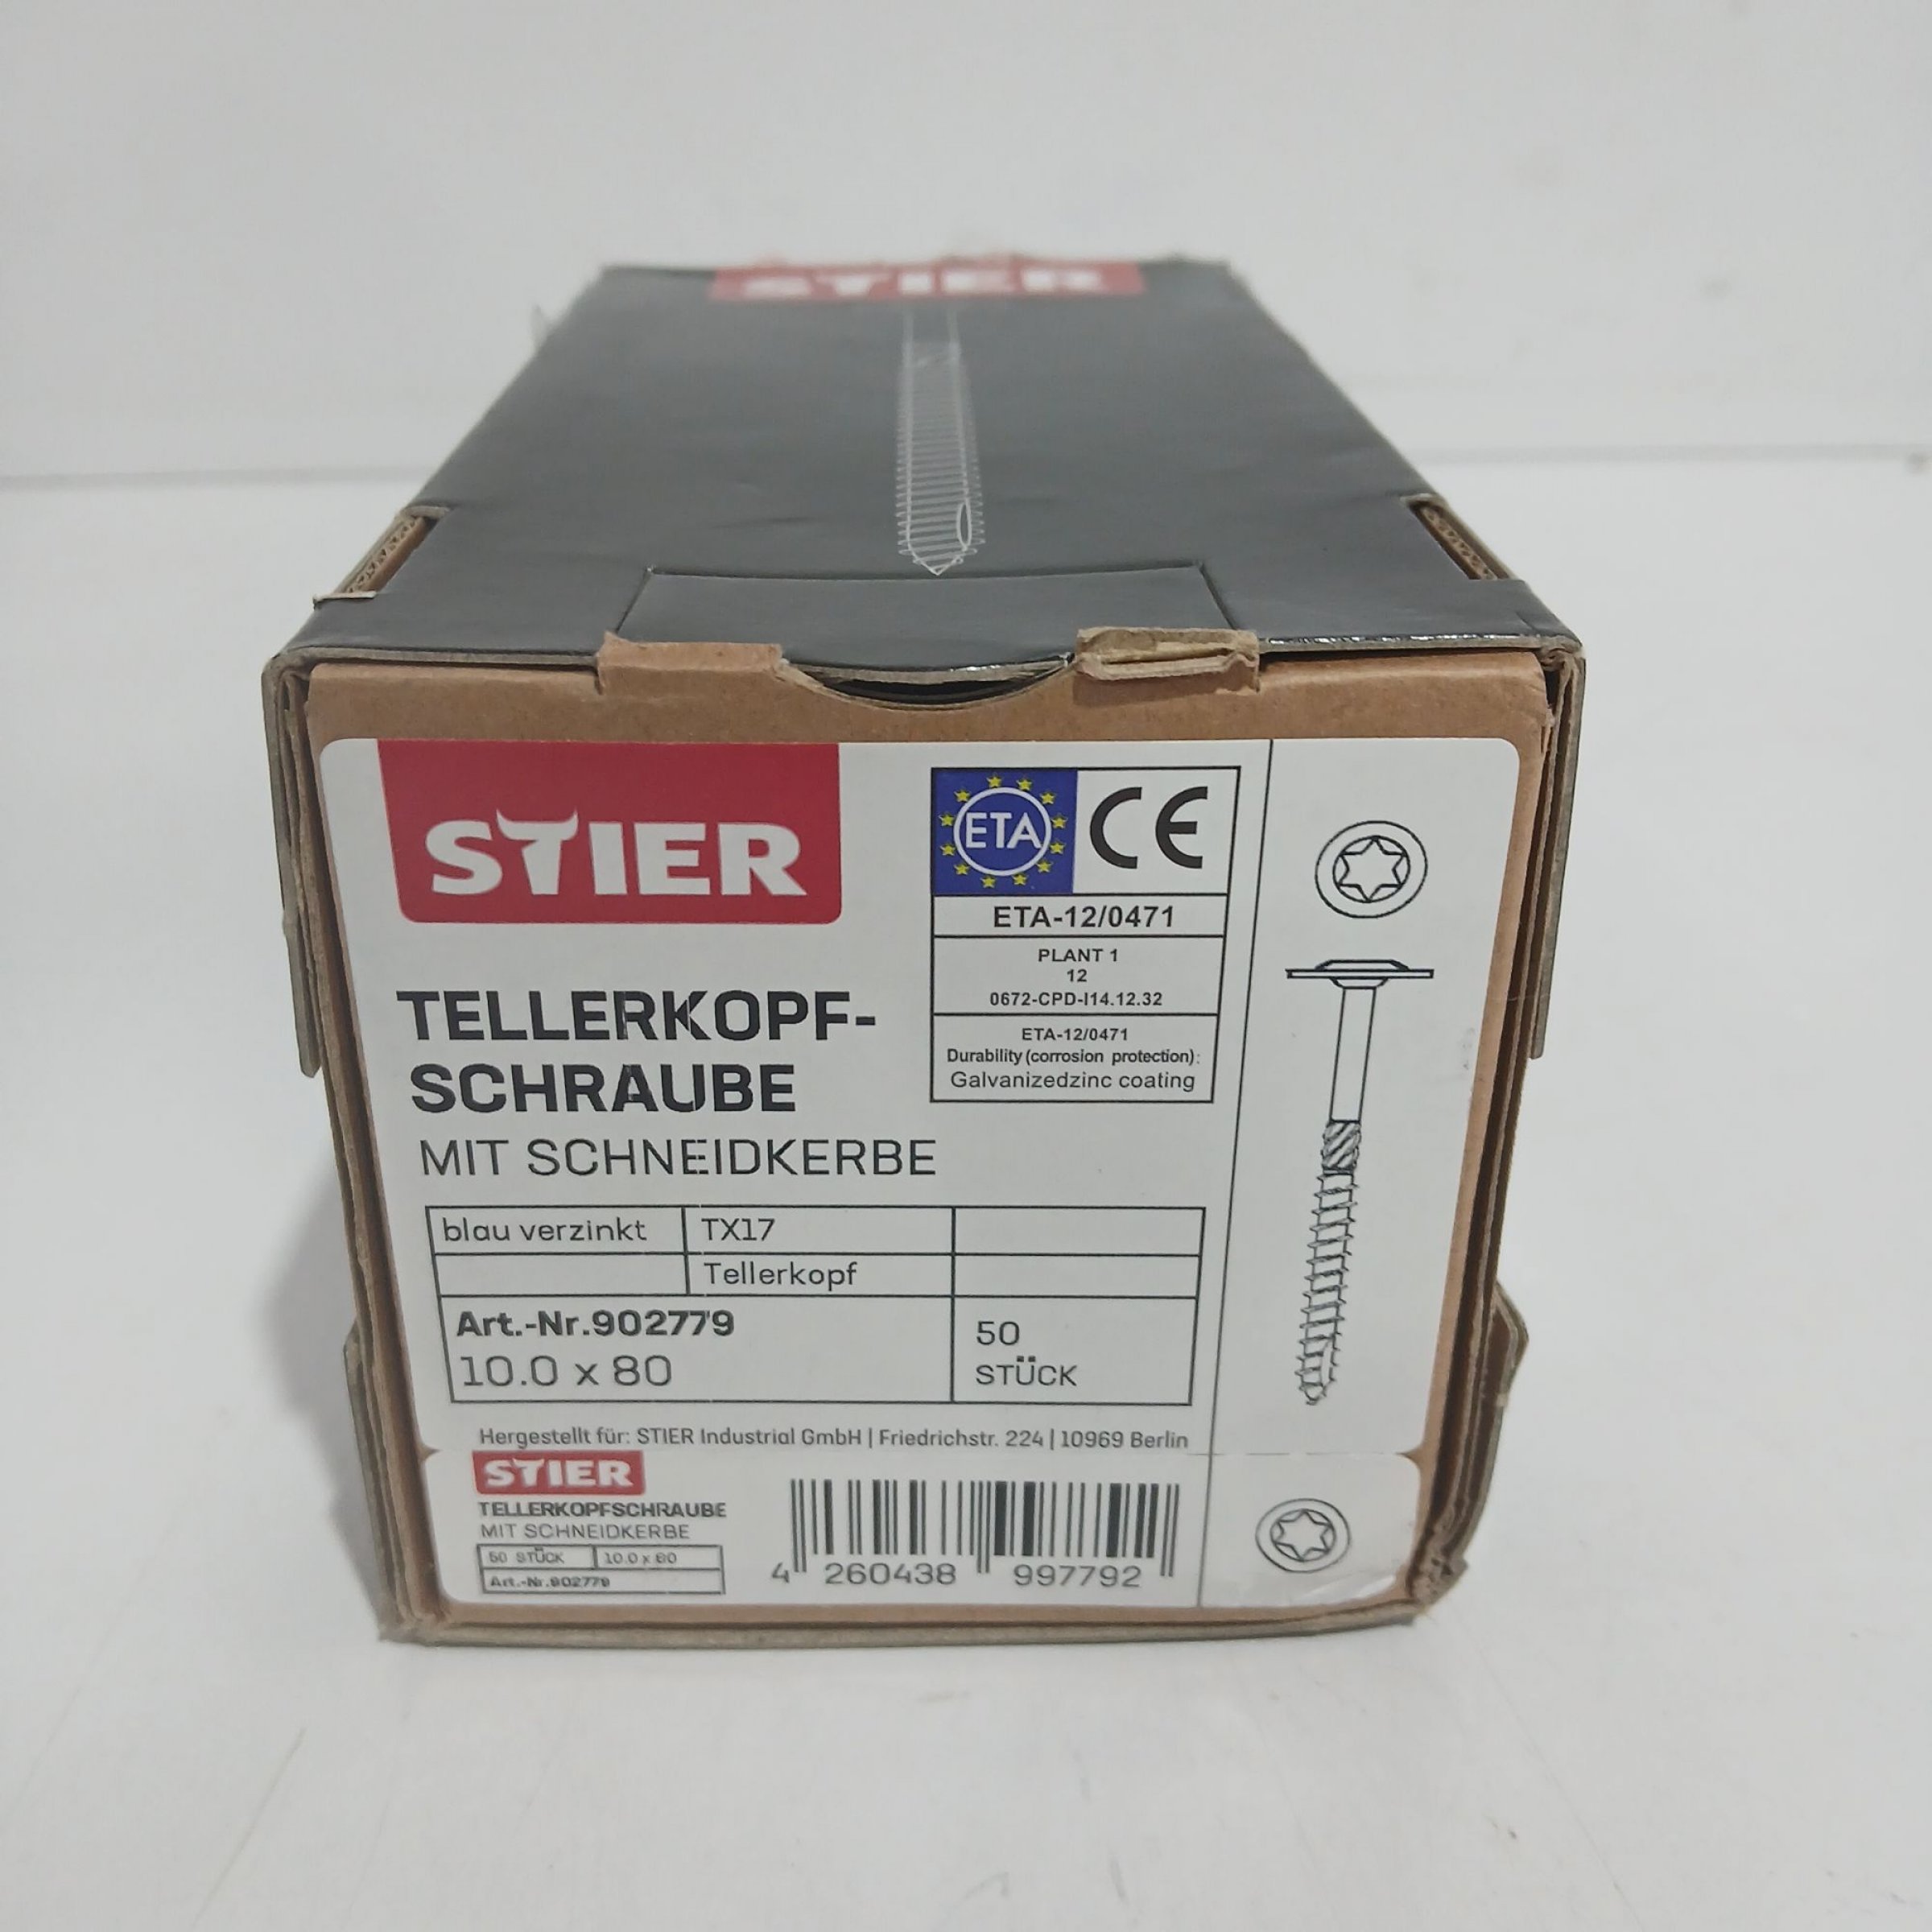 STIER
STIER
ETA CE
ETA-12/0471
PLANT 1
12
0672-CPD-I14.12.32
ETA-12/0471
Durability (corrosion protection):
Galvanizedzinc coating
TELLERKOPF-
SCHRAUBE
MIT SCHNEIDKERBE
blau verzinkt TX17
Tellerkopf
Art.-Nr.902779
10.0 x 80
50
STÜCK
Hergestellt für: STIER Industrial GmbH | Friedrichstr. 224 | 10969 Berlin
STIER
TELLERKOPFSCHRAUBE
MIT SCHNEIDKERBE
50 STÜCK 10.0 x 80
Art.-Nr.902779
4 260438 997792